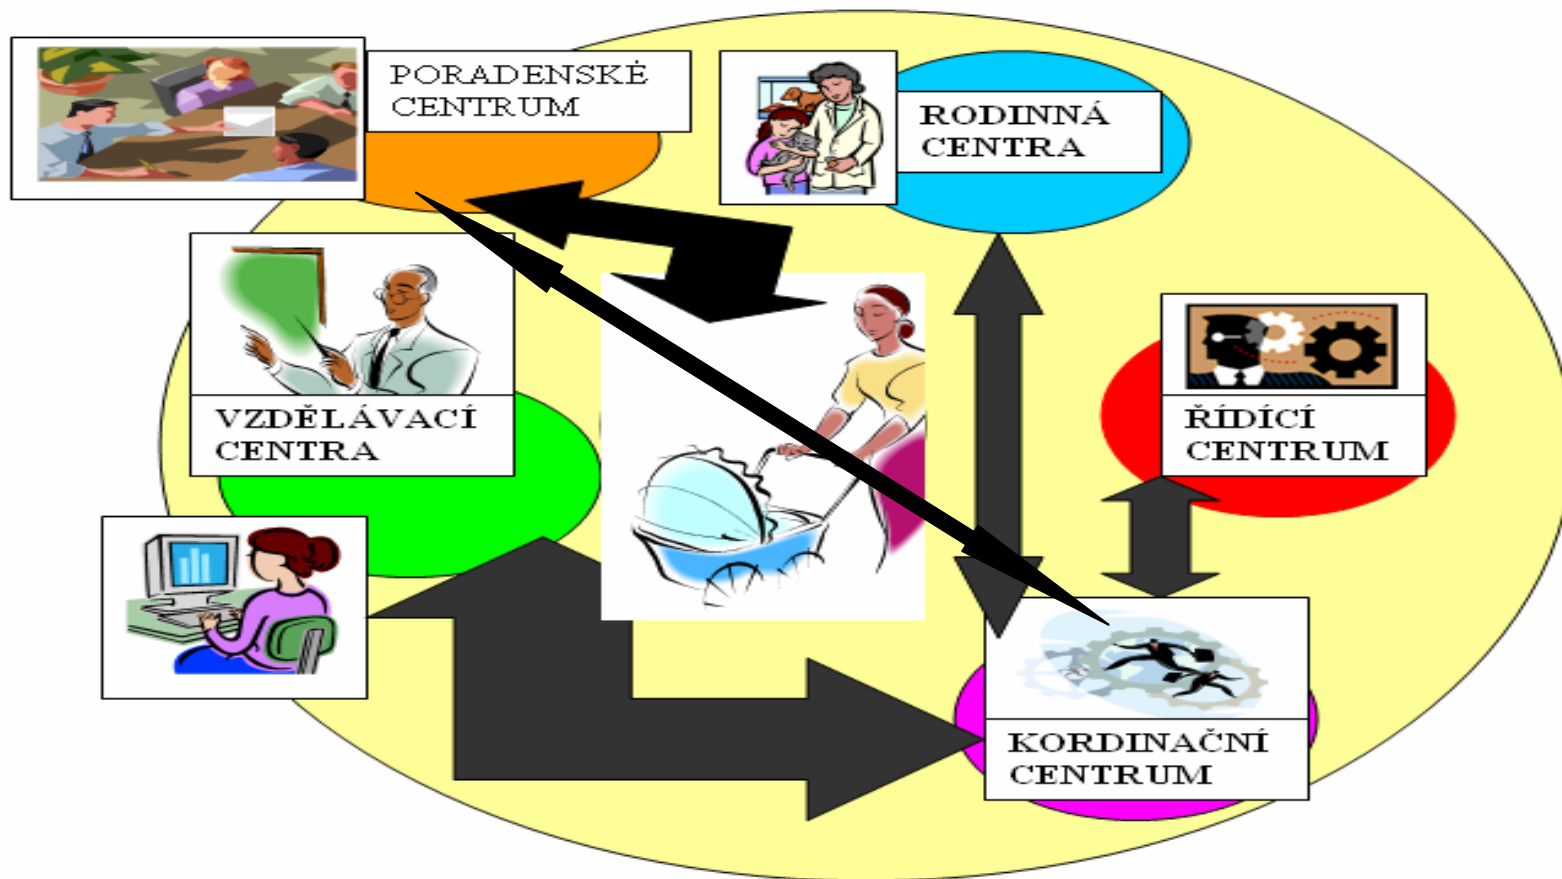 PORADENSKÉ
CENTRUM
RODINNÁ
CENTRA
VZDĚLÁVACÍ
CENTRA
ŘÍDÍCÍ
CENTRUM
KORDINAČNÍ
CENTRUM